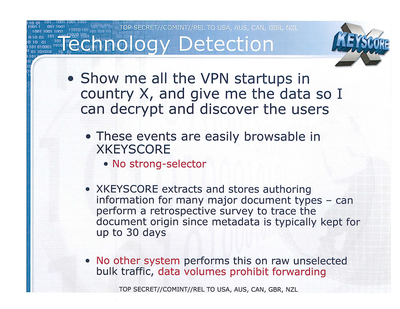 TOP SECRET//COMINT//REL TO USA, AUS, CAN, GBR, NZL
Technology Detection
XKEYSCORE
• Show me all the VPN startups in
country X, and give me the data so I
can decrypt and discover the users
• These events are easily browsable in
XKEYSCORE
• No strong-selector
• XKEYSCORE extracts and stores authoring
information for many major document types – can
perform a retrospective survey to trace the
document origin since metadata is typically kept for
up to 30 days
• No other system performs this on raw unselected
bulk traffic, data volumes prohibit forwarding
TOP SECRET//COMINT//REL TO USA, AUS, CAN, GBR, NZL